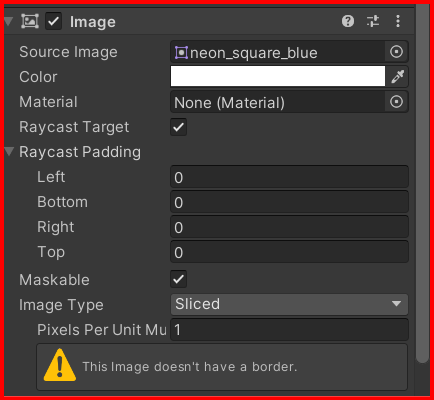 Image
Source Image neon_square_blue
Color
Material None (Material)
Raycast Target
Raycast Padding
Left 0
Bottom 0
Right 0
Top 0
Maskable
Image Type Sliced
Pixels Per Unit Mu 1
This Image doesn't have a border.